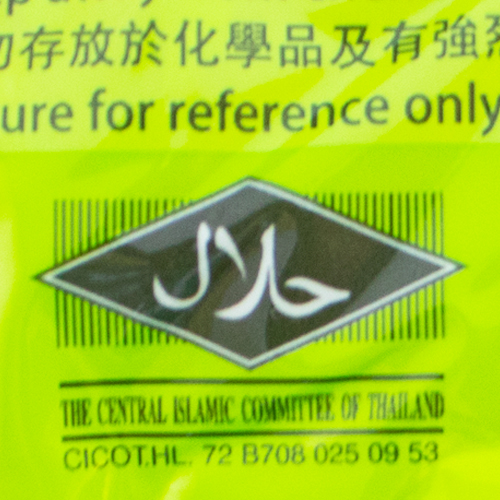 勿存放於化學品及有強
ure for reference only
حلال
THE CENTRAL ISLAMIC COMMITTEE OF THAILAND
CICOT.HL. 72 B708 025 09 53